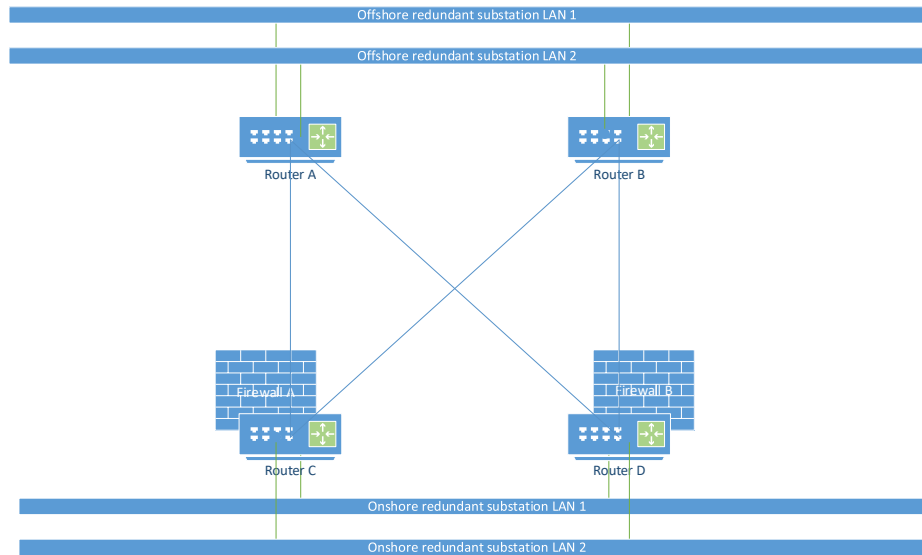 Offshore redundant substation LAN 1
Offshore redundant substation LAN 2
Router A
Router B
Firewall A
Firewall B
Router C
Router D
Onshore redundant substation LAN 1
Onshore redundant substation LAN 2